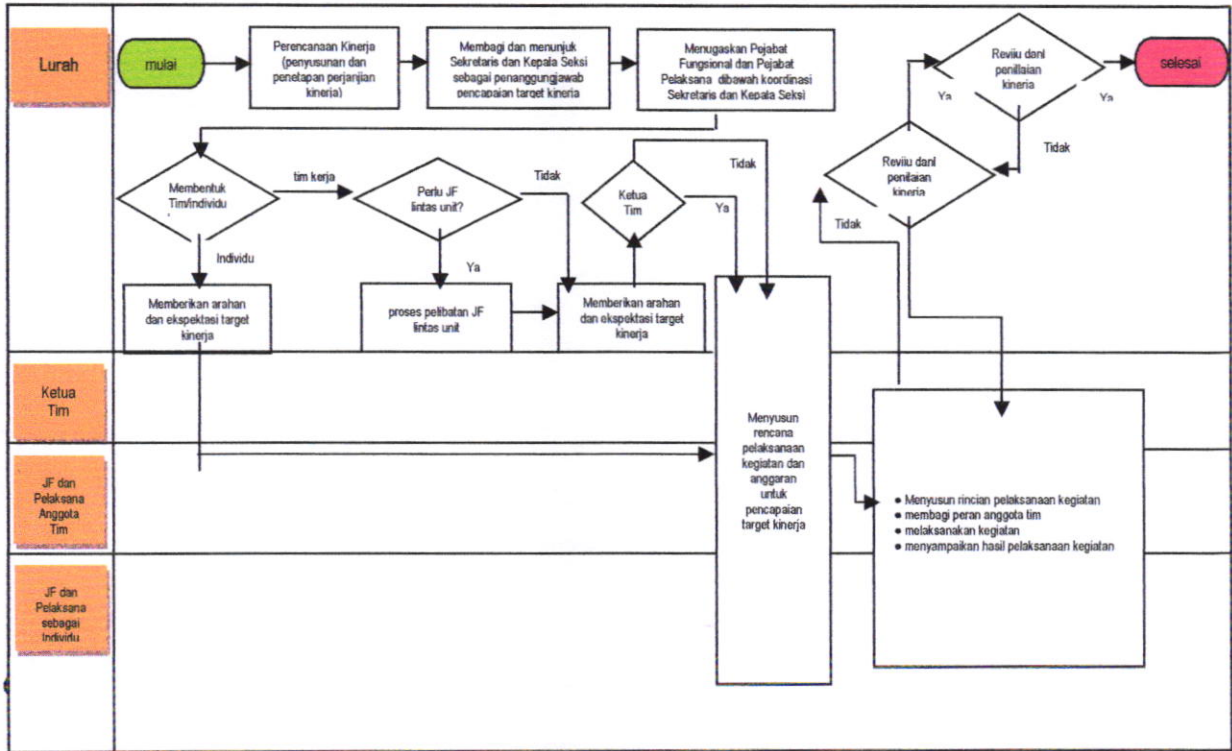 Lurah
mulai
Perencanaan Kinerja
(penyusunan dan
penetapan perjanjian
kinerja)
Membagi dan menunjuk
Sekretaris dan Kepala Seksi
sebagai penanggungjawab
pencapaian target kinerja
Menugaskan Pejabat
Fungsional dan Pejabat
Pelaksana dibawah koordinasi
Sekretaris dan Kepala Seksi
Reviiu danl
penillaian
kineria
selesai
Ya
Ya
Tidak
Reviiu danl
penilaian
kineria
Tidak
Membentuk
Tim/individu
tim kerja
Individu
Perlu JF
lintas unit?
Tidak
Ya
Ketua
Tim
Tidak
Ya
Memberikan arahan
dan ekspektasi target
kinerja
proses pelibatan JF
lintas unit
Memberikan arahan
dan ekspektasi target
kinerja
Ketua
Tim
JF dan
Pelaksana
Anggota
Tim
JF dan
Pelaksana
sebagai
Individu
Menyusun
rencana
pelaksanaan
kegiatan dan
anggaran
untuk
pencapaian
target kinerja
• Menyusun rincian pelaksanaan kegiatan
• membagi peran anggota tim
• melaksanakan kegiatan
• menyampaikan hasil pelaksanaan kegiatan